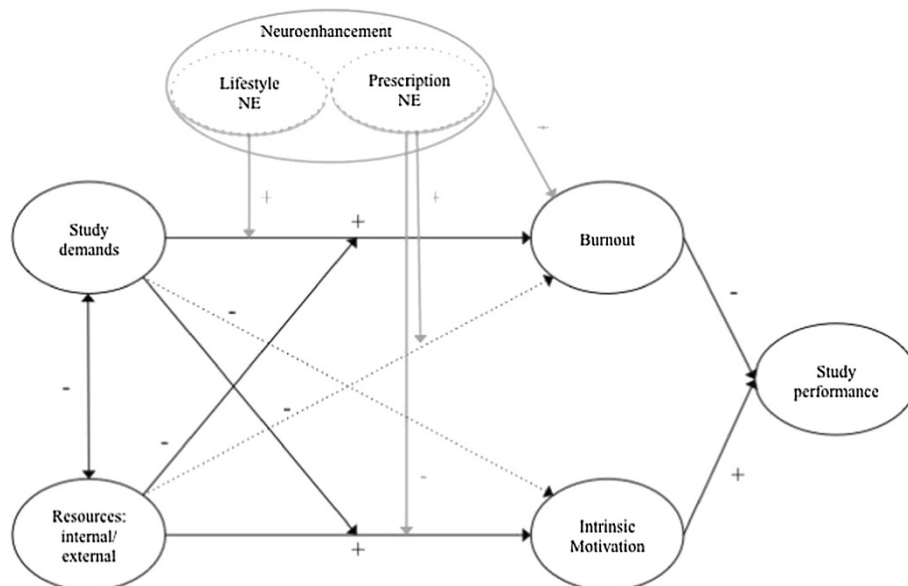 Neuroenhancement
Lifestyle
NE
Prescription
NE
+
+
+
+
Study
demands
Burnout
-
-
Study
performance
-
-
-
-
+
Resources:
internal/
external
+
Intrinsic
Motivation